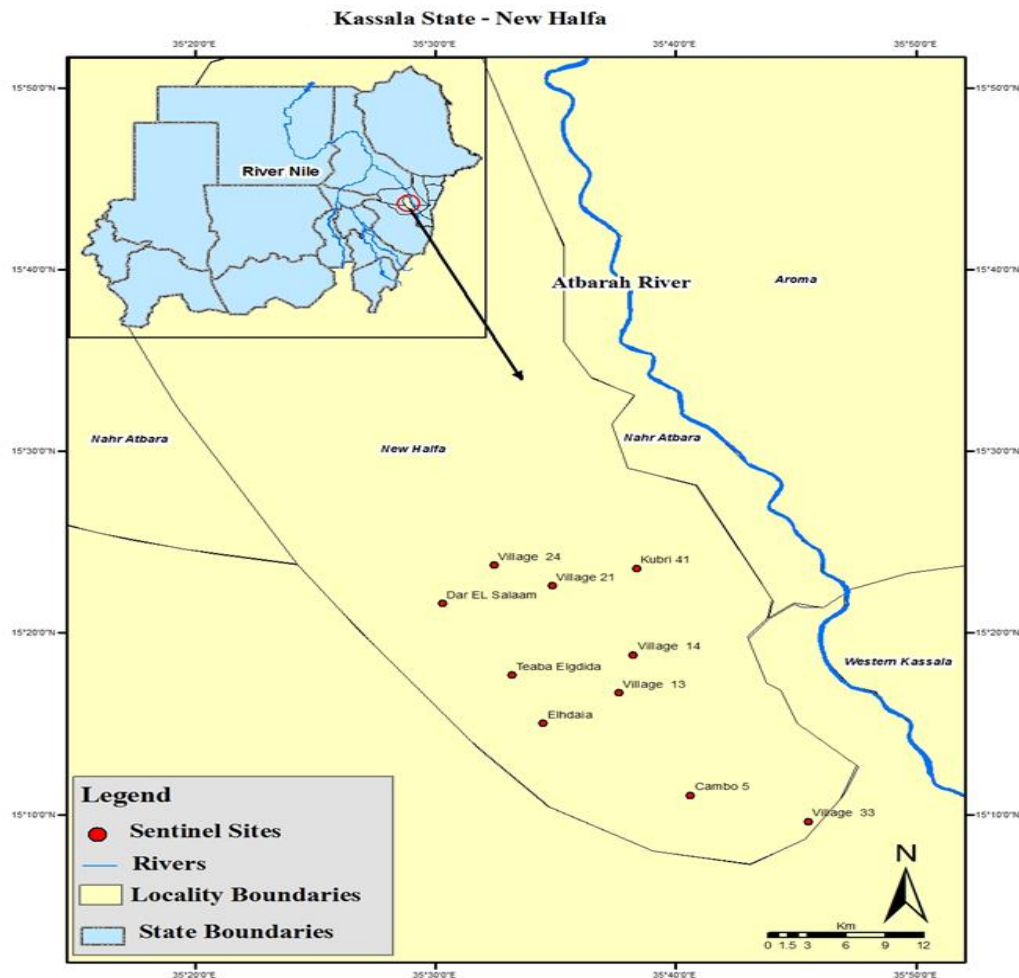 Kassala State - New Halfa
35°20'0"E 35°30'0"E 35°40'0"E 35°50'0"E
15°50'0"N 15°50'0"N
River Nile
15°40'0"N 15°40'0"N
Atbarah River
Aroma
15°30'0"N 15°30'0"N
Nahr Atbara
New Halfa
Nahr Atbara
Village 24
Kubri 41
Village 21
Dar EL Salaam
15°20'0"N 15°20'0"N
Village 14
Western Kassala
Teaba Elgdida
Village 13
Elhdaia
Cambo 5
15°10'0"N 15°10'0"N
Village 33
Legend
Sentinel Sites
Rivers
Locality Boundaries
State Boundaries
N
Km
0 1.5 3 6 9 12
35°20'0"E 35°30'0"E 35°40'0"E 35°50'0"E